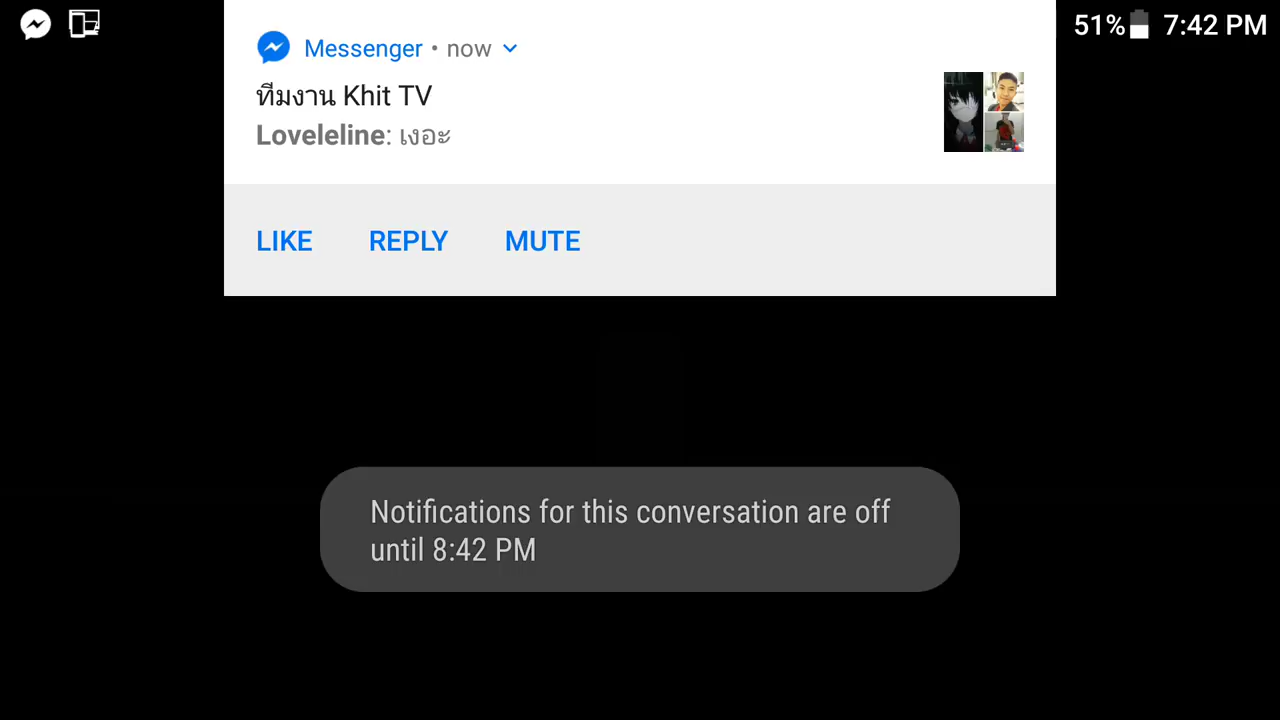 51% 7:42 PM
Messenger • now
ทีมงาน Khit TV
Loveleline: เงอะ
LIKE REPLY MUTE
Notifications for this conversation are off
until 8:42 PM